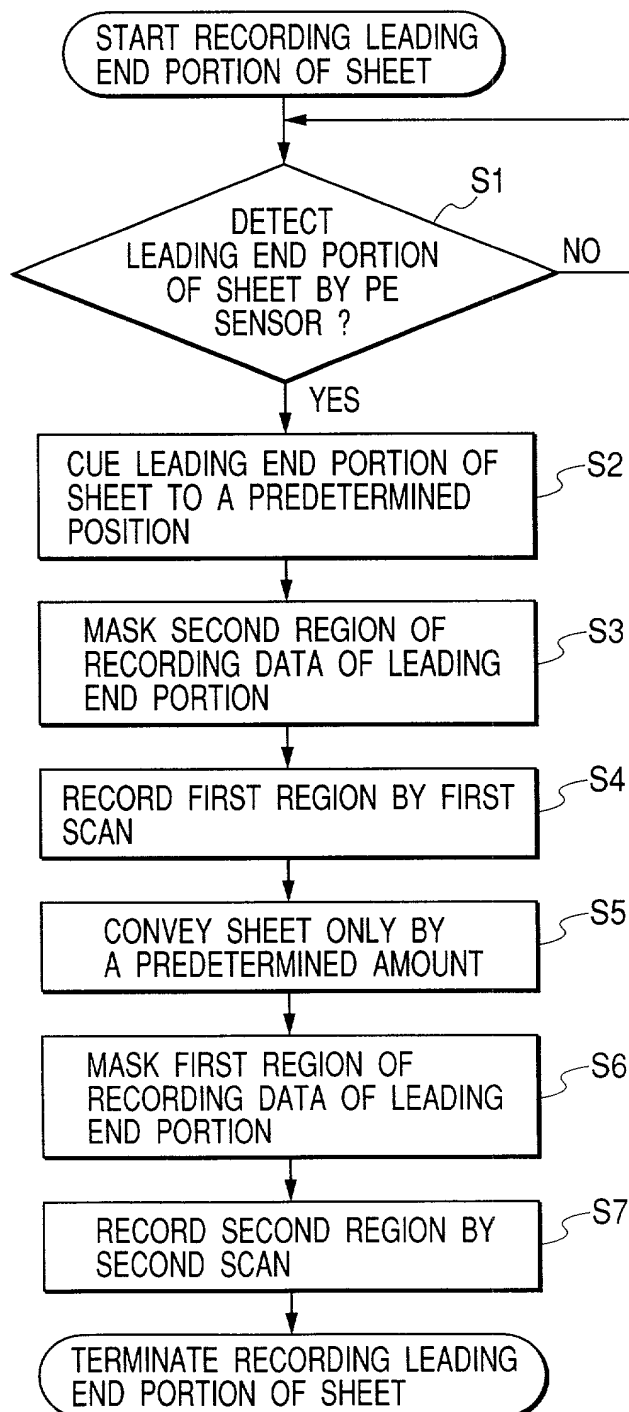 START RECORDING LEADING
END PORTION OF SHEET
S1
DETECT
LEADING END PORTION
OF SHEET BY PE
SENSOR ?
NO
YES
CUE LEADING END PORTION OF
SHEET TO A PREDETERMINED
POSITION
S2
MASK SECOND REGION OF
RECORDING DATA OF LEADING
END PORTION
S3
RECORD FIRST REGION BY FIRST
SCAN
S4
CONVEY SHEET ONLY BY
A PREDETERMINED AMOUNT
S5
MASK FIRST REGION OF
RECORDING DATA OF LEADING
END PORTION
S6
RECORD SECOND REGION BY
SECOND SCAN
S7
TERMINATE RECORDING LEADING
END PORTION OF SHEET